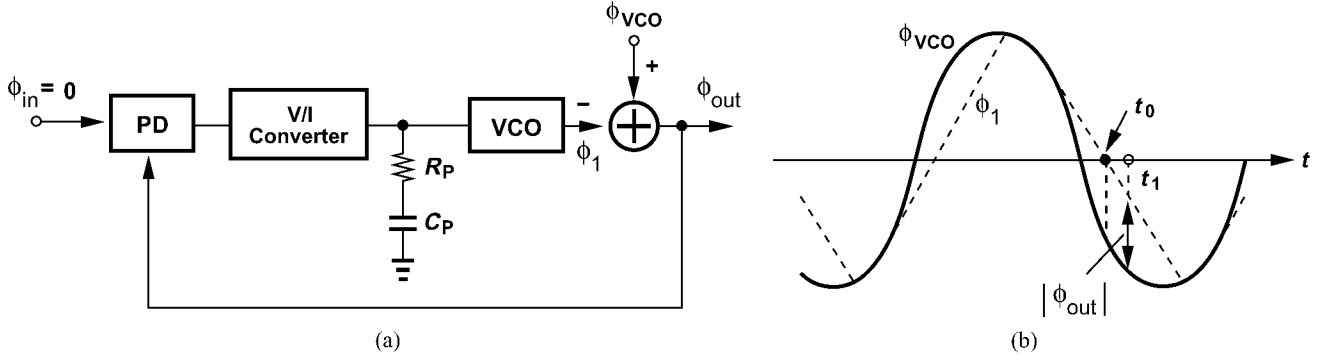 ϕVCO
+
ϕin = 0
PD
V/I
Converter
VCO
−
ϕ1
ϕout
RP
CP
(a)
ϕVCO
ϕ1
t0
t
t1
|ϕout|
(b)